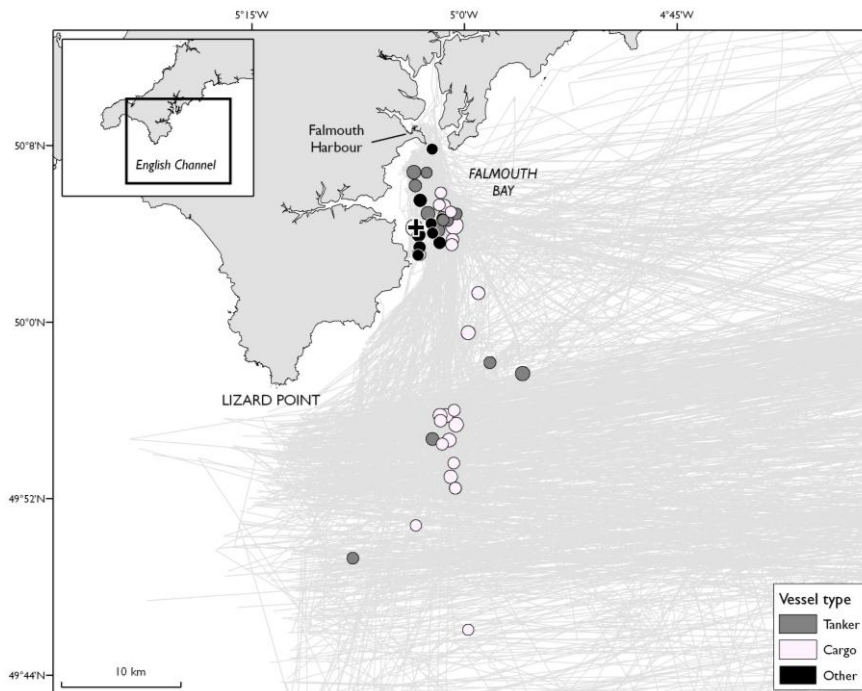 5°15'
5°0'
4°45'
50°8'N
50°0'N
49°52'N
49°44'N
English Channel
Falmouth
Harbour
FALMOUTH
BAY
LIZARD POINT
10 km
Vessel type
Tanker
Cargo
Other